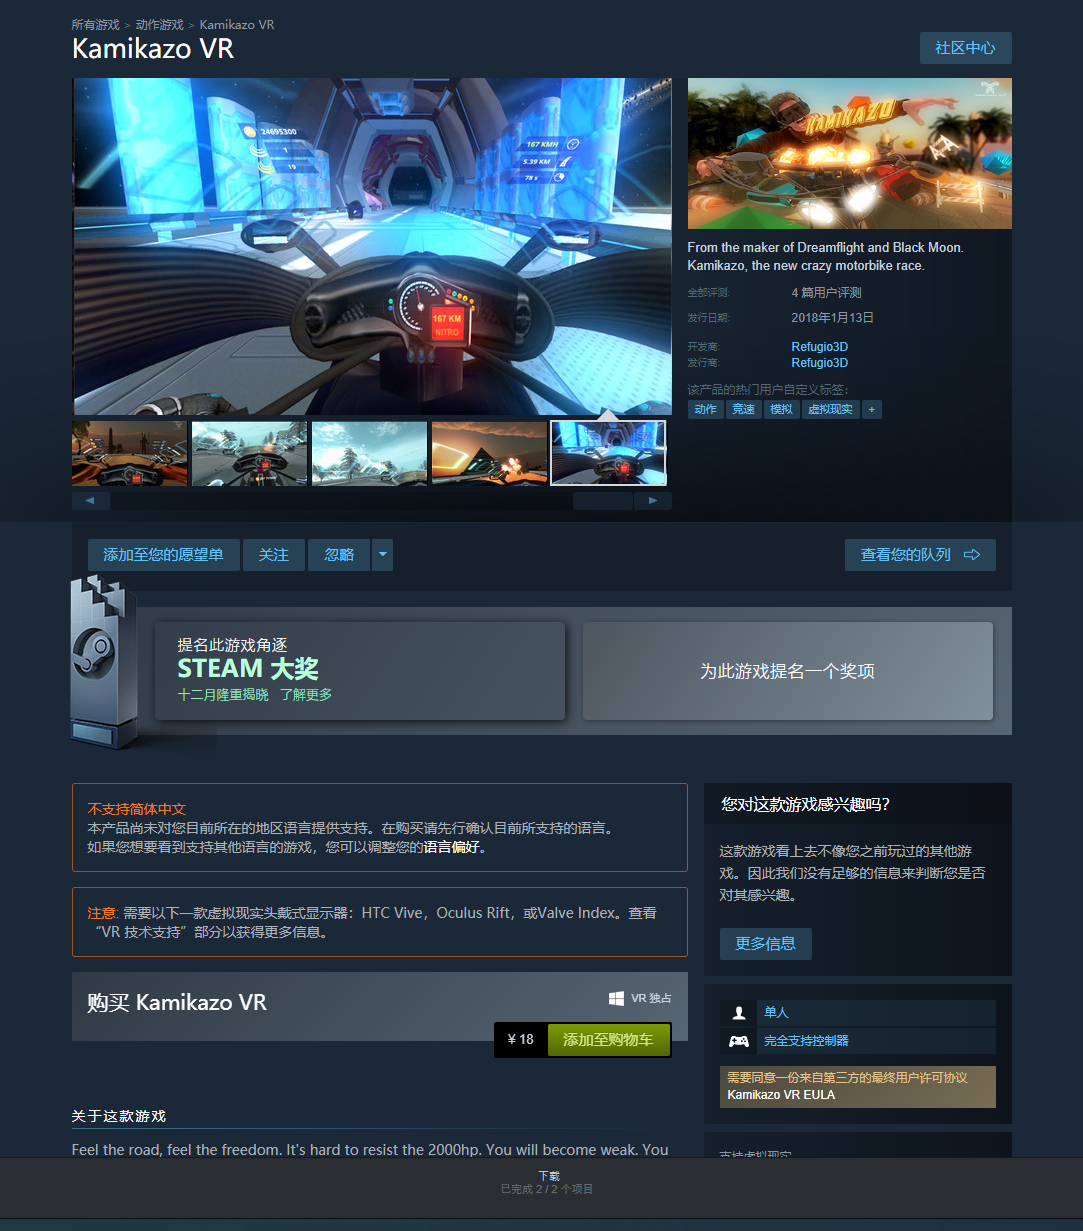 所有游戏 > 动作游戏 > Kamikazo VR
Kamikazo VR
社区中心
24695300
1
19
167 KMH
5.39 KM
78 x
167 KM
NITRO
KAMIKAZO
From the maker of Dreamflight and Black Moon.
Kamikazo, the new crazy motorbike race.
全部评测: 4 篇用户评测
发行日期: 2018年1月13日
开发商: Refugio3D
发行商: Refugio3D
该产品的热门用户自定义标签:
动作 竞速 模拟 虚拟现实 +
添加至您的愿望单 关注 忽略
查看您的队列
提名此游戏角逐
STEAM 大奖
十二月隆重揭晓 了解更多
为此游戏提名一个奖项
不支持简体中文
本产品尚未对您目前所在的地区语言提供支持。在购买请先行确认目前所支持的语言。
如果您想要看到支持其他语言的游戏，您可以调整您的语言偏好。
注意: 需要以下一款虚拟现实头戴式显示器：HTC Vive，Oculus Rift，或Valve Index。查看
“VR 技术支持”部分以获得更多信息。
购买 Kamikazo VR
VR 独占
¥ 18
添加至购物车
关于这款游戏
Feel the road, feel the freedom. It's hard to resist the 2000hp. You will become weak. You
您对这款游戏感兴趣吗？
这款游戏看上去不像您之前玩过的其他游
戏。因此我们没有足够的信息来判断您是否
对其感兴趣。
更多信息
单人
完全支持控制器
需要同意一份来自第三方的最终用户许可协议
Kamikazo VR EULA
支持虚拟现实
下载
已完成 2 / 2 个项目